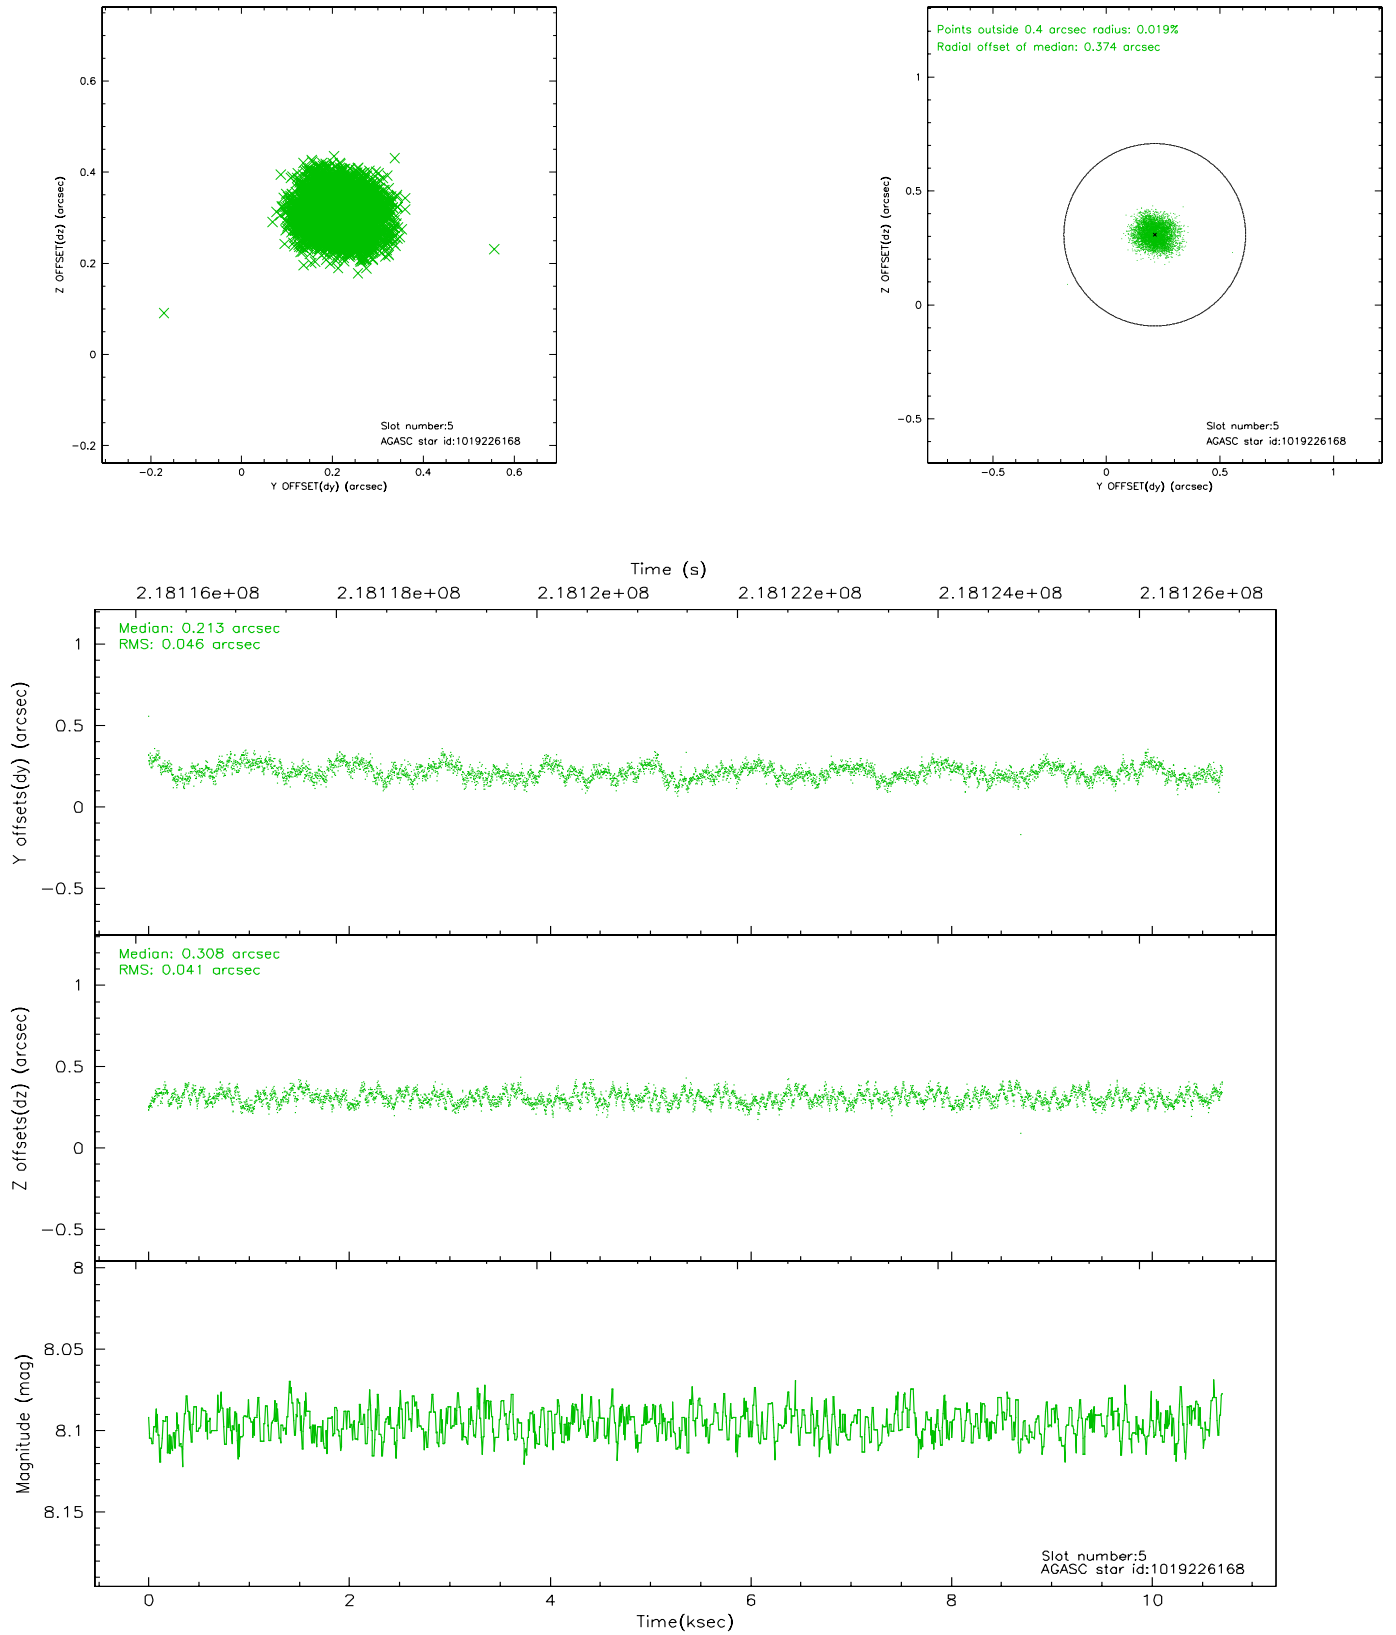 0.6
0.4
0.2
0
−0.2
Z OFFSET(dz) (arcsec)
Slot number:5
AGASC star id:1019226168
−0.2 0 0.2 0.4 0.6
Y OFFSET(dy) (arcsec)
Points outside 0.4 arcsec radius: 0.019%
Radial offset of median: 0.374 arcsec
1
0.5
0
−0.5
Z OFFSET(dz) (arcsec)
Slot number:5
AGASC star id:1019226168
−0.5 0 0.5 1
Y OFFSET(dy) (arcsec)
Time (s)
2.18116e+08 2.18118e+08 2.1812e+08 2.18122e+08 2.18124e+08 2.18126e+08
Median: 0.213 arcsec
RMS: 0.046 arcsec
1
0.5
0
−0.5
Y offsets(dy) (arcsec)
Median: 0.308 arcsec
RMS: 0.041 arcsec
1
0.5
0
−0.5
Z offsets(dz) (arcsec)
8
8.05
8.1
8.15
Magnitude (mag)
Slot number:5
AGASC star id:1019226168
0 2 4 6 8 10
Time(ksec)